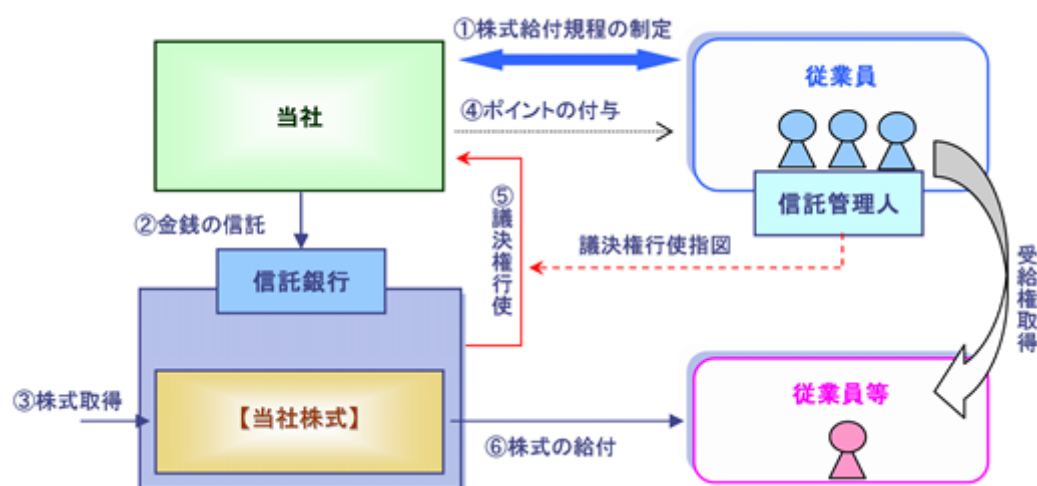 ①株式給付規程の制定
従業員
当社
④ポイントの付与
信託管理人
②金銭の信託
⑤議決権行使
議決権行使指図
受給権取得
信託銀行
③株式取得
【当社株式】
従業員等
⑥株式の給付